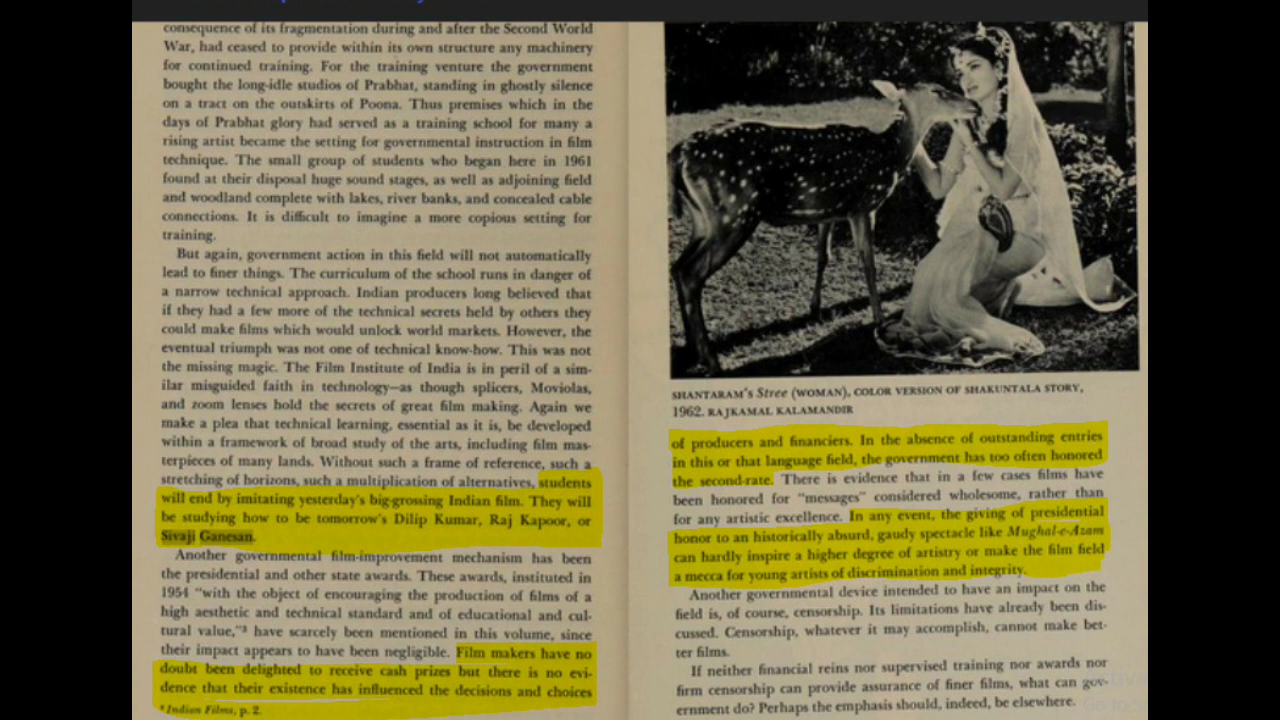 consequence of its fragmentation during and after the Second World
War, had ceased to provide within its own structure any machinery
for continued training. For the training venture the government
bought the long-idle studios of Prabhat, standing in ghostly silence
on a tract on the outskirts of Poona. Thus premises which in the
days of Prabhat glory had served as a training school for many a
rising artist became the setting for governmental instruction in film
technique. The small group of students who began here in 1961
found at their disposal huge sound stages, as well as adjoining field
and woodland complete with lakes, river banks, and concealed cable
connections. It is difficult to imagine a more copious setting for
training.
But again, government action in this field will not automatically
lead to finer things. The curriculum of the school runs in danger of
a narrow technical approach. Indian producers long believed that
if they had a few more of the technical secrets held by others they
could make films which would unlock world markets. However, the
eventual triumph was not one of technical know-how. This was not
the missing magic. The Film Institute of India is in peril of a sim-
ilar misguided faith in technology—as though splicers, Moviolas,
and zoom lenses hold the secrets of great film making. Again we
make a plea that technical learning, essential as it is, be developed
within a framework of broad study of the arts, including film mas-
terpieces of many lands. Without such a frame of reference, such a
stretching of horizons, such a multiplication of alternatives, students
will end by imitating yesterday's big-grossing Indian film. They will
be studying how to be tomorrow's Dilip Kumar, Raj Kapoor, or
Sivaji Ganesan.
Another governmental film-improvement mechanism has been
the presidential and other state awards. These awards, instituted in
1954 "with the object of encouraging the production of films of a
high aesthetic and technical standard and of educational and cul-
tural value,"³ have scarcely been mentioned in this volume, since
their impact appears to have been negligible. Film makers have no
doubt been delighted to receive cash prizes but there is no evi-
dence that their existence has influenced the decisions and choices
Indian Films, p. 2.
SHANTARAM'S Stree (WOMAN), COLOR VERSION OF SHAKUNTALA STORY,
1962. RAJKAMAL KALAMANDIR
of producers and financiers. In the absence of outstanding entries
in this or that language field, the government has too often honored
the second-rate. There is evidence that in a few cases films have
been honored for "messages" considered wholesome, rather than
for any artistic excellence. In any event, the giving of presidential
honor to an historically absurd, gaudy spectacle like Mughal-e-Azam
can hardly inspire a higher degree of artistry or make the film field
a mecca for young artists of discrimination and integrity.
Another governmental device intended to have an impact on the
field is, of course, censorship. Its limitations have already been dis-
cussed. Censorship, whatever it may accomplish, cannot make bet-
ter films.
If neither financial reins nor supervised training nor awards nor
firm censorship can provide assurance of finer films, what can gov-
ernment do? Perhaps the emphasis should, indeed, be elsewhere.